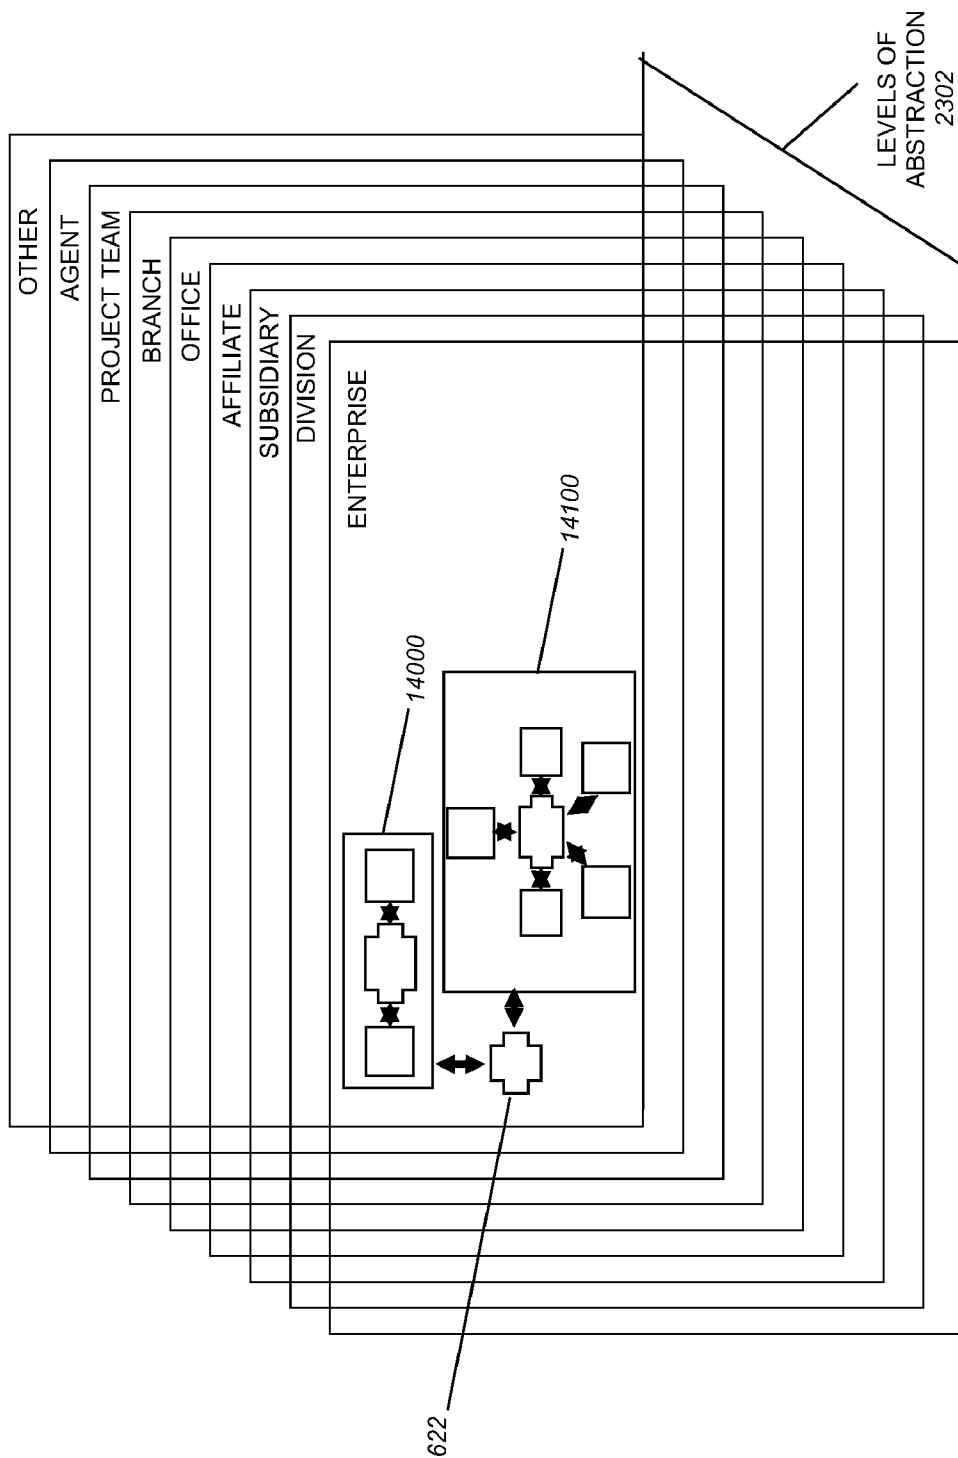 OTHER
AGENT
PROJECT TEAM
BRANCH
OFFICE
AFFILIATE
SUBSIDIARY
DIVISION
ENTERPRISE
14000
14100
622
LEVELS OF
ABSTRACTION
2302